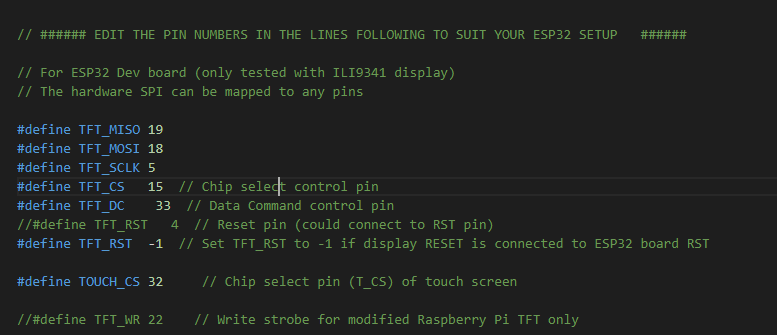 // ###### EDIT THE PIN NUMBERS IN THE LINES FOLLOWING TO SUIT YOUR ESP32 SETUP   ######
// For ESP32 Dev board (only tested with ILI9341 display)
// The hardware SPI can be mapped to any pins
#define TFT_MISO 19
#define TFT_MOSI 18
#define TFT_SCLK 5
#define TFT_CS   15  // Chip select control pin
#define TFT_DC    33  // Data Command control pin
//#define TFT_RST   4  // Reset pin (could connect to RST pin)
#define TFT_RST  -1  // Set TFT_RST to -1 if display RESET is connected to ESP32 board RST
#define TOUCH_CS 32     // Chip select pin (T_CS) of touch screen
//#define TFT_WR 22    // Write strobe for modified Raspberry Pi TFT only